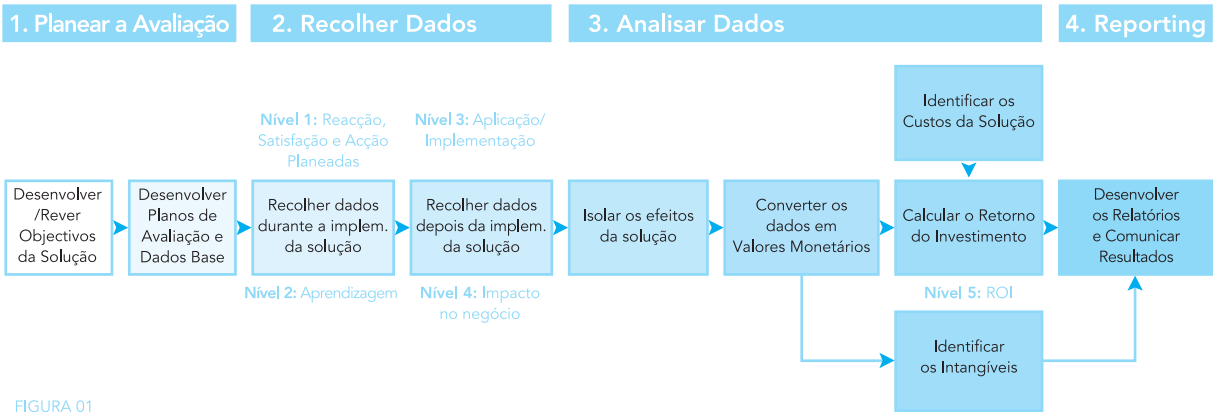 1. Planear a Avaliação
2. Recolher Dados
3. Analisar Dados
4. Reporting
Identificar os
Custos da Solução
Nível 1: Reacção,
Satisfação e Acção
Planeadas
Nível 3: Aplicação/
Implementação
Desenvolver
/Rever
Objectivos
da Solução
Desenvolver
Planos de
Avaliação e
Dados Base
Recolher dados
durante a implem.
da solução
Recolher dados
depois da implem.
da solução
Isolar os efeitos
da solução
Converter os
dados em
Valores Monetários
Calcular o Retorno
do Investimento
Desenvolver
os Relatórios
e Comunicar
Resultados
Nível 2: Aprendizagem
Nível 4: Impacto
no negócio
Nível 5: ROI
Identificar
os Intangíveis
FIGURA 01